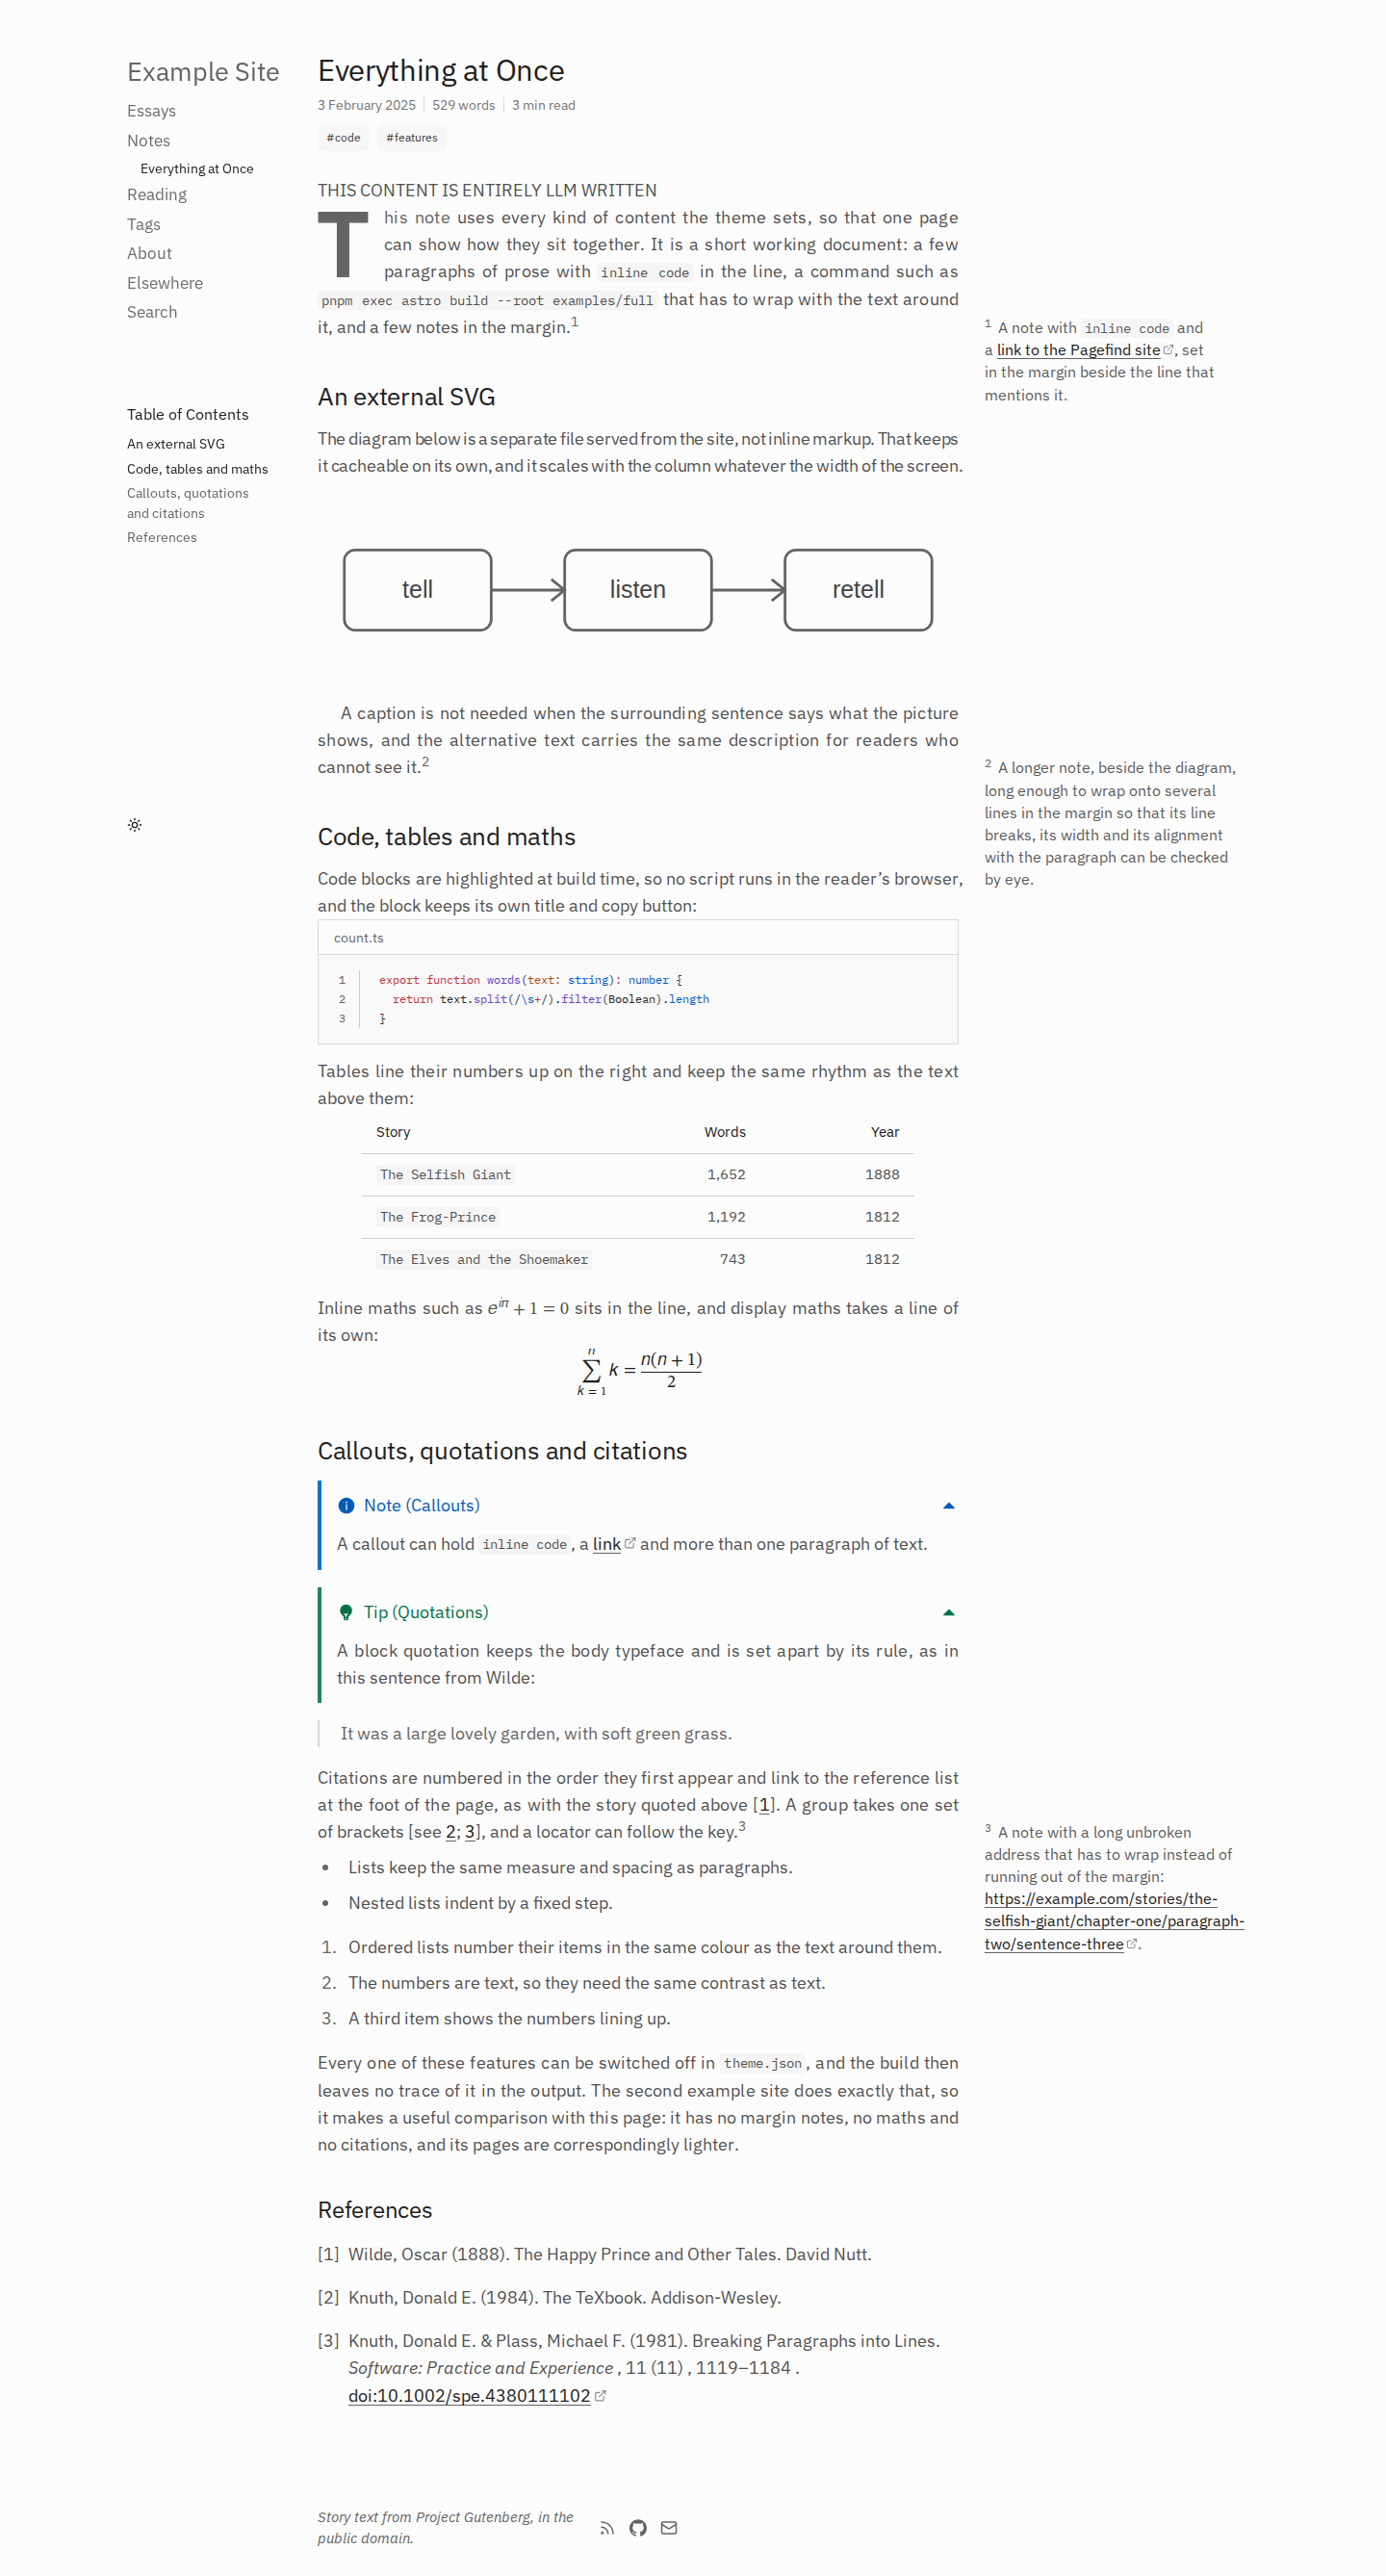 Example Site
Essays
Notes
Everything at Once
Reading
Tags
About
Elsewhere
Search
Table of Contents
An external SVG
Code, tables and maths
Callouts, quotations
and citations
References
Everything at Once
3 February 2025 529 words 3 min read
#code #features
THIS CONTENT IS ENTIRELY LLM WRITTEN
This note uses every kind of content the theme sets, so that one page
can show how they sit together. It is a short working document: a few
paragraphs of prose with inline code in the line, a command such as
pnpm exec astro build --root examples/full that has to wrap with the text around
it, and a few notes in the margin.1
1 A note with inline code and
a link to the Pagefind site, set
in the margin beside the line that
mentions it.
An external SVG
The diagram below is a separate file served from the site, not inline markup. That keeps
it cacheable on its own, and it scales with the column whatever the width of the screen.
tell listen retell
A caption is not needed when the surrounding sentence says what the picture
shows, and the alternative text carries the same description for readers who
cannot see it.2
2 A longer note, beside the diagram,
long enough to wrap onto several
lines in the margin so that its line
breaks, its width and its alignment
with the paragraph can be checked
by eye.
Code, tables and maths
Code blocks are highlighted at build time, so no script runs in the reader’s browser,
and the block keeps its own title and copy button:
count.ts
1 export function words(text: string): number {
2 return text.split(/\s+/).filter(Boolean).length
3 }
Tables line their numbers up on the right and keep the same rhythm as the text
above them:
Story Words Year
The Selfish Giant 1,652 1888
The Frog-Prince 1,192 1812
The Elves and the Shoemaker 743 1812
Inline maths such as e^iπ + 1 = 0 sits in the line, and display maths takes a line of
its own:
n
∑ k = n(n + 1)
k = 1 2
Callouts, quotations and citations
Note (Callouts)
A callout can hold inline code, a link and more than one paragraph of text.
Tip (Quotations)
A block quotation keeps the body typeface and is set apart by its rule, as in
this sentence from Wilde:
It was a large lovely garden, with soft green grass.
Citations are numbered in the order they first appear and link to the reference list
at the foot of the page, as with the story quoted above [1]. A group takes one set
of brackets [see 2; 3], and a locator can follow the key.3
3 A note with a long unbroken
address that has to wrap instead of
running out of the margin:
https://example.com/stories/the-
selfish-giant/chapter-one/paragraph-
two/sentence-three.
• Lists keep the same measure and spacing as paragraphs.
• Nested lists indent by a fixed step.
1. Ordered lists number their items in the same colour as the text around them.
2. The numbers are text, so they need the same contrast as text.
3. A third item shows the numbers lining up.
Every one of these features can be switched off in theme.json, and the build then
leaves no trace of it in the output. The second example site does exactly that, so
it makes a useful comparison with this page: it has no margin notes, no maths and
no citations, and its pages are correspondingly lighter.
References
[1] Wilde, Oscar (1888). The Happy Prince and Other Tales. David Nutt.
[2] Knuth, Donald E. (1984). The TeXbook. Addison-Wesley.
[3] Knuth, Donald E. & Plass, Michael F. (1981). Breaking Paragraphs into Lines.
Software: Practice and Experience , 11 (11) , 1119–1184 .
doi:10.1002/spe.4380111102
Story text from Project Gutenberg, in the
public domain.